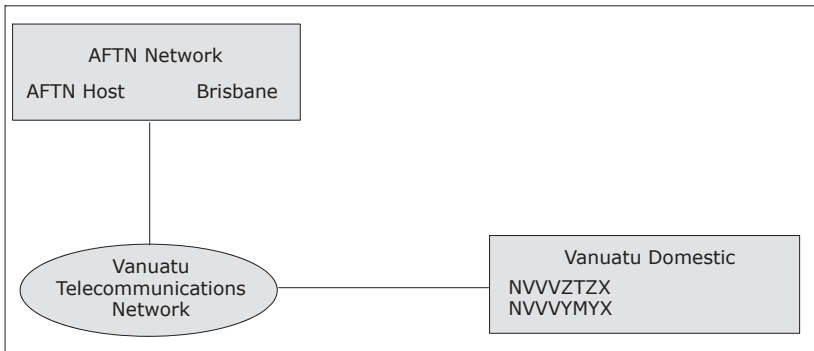 AFTN Network
AFTN Host Brisbane
Vanuatu
Telecommunications
Network
Vanuatu Domestic
NVVVZTZX
NVVVYMYX